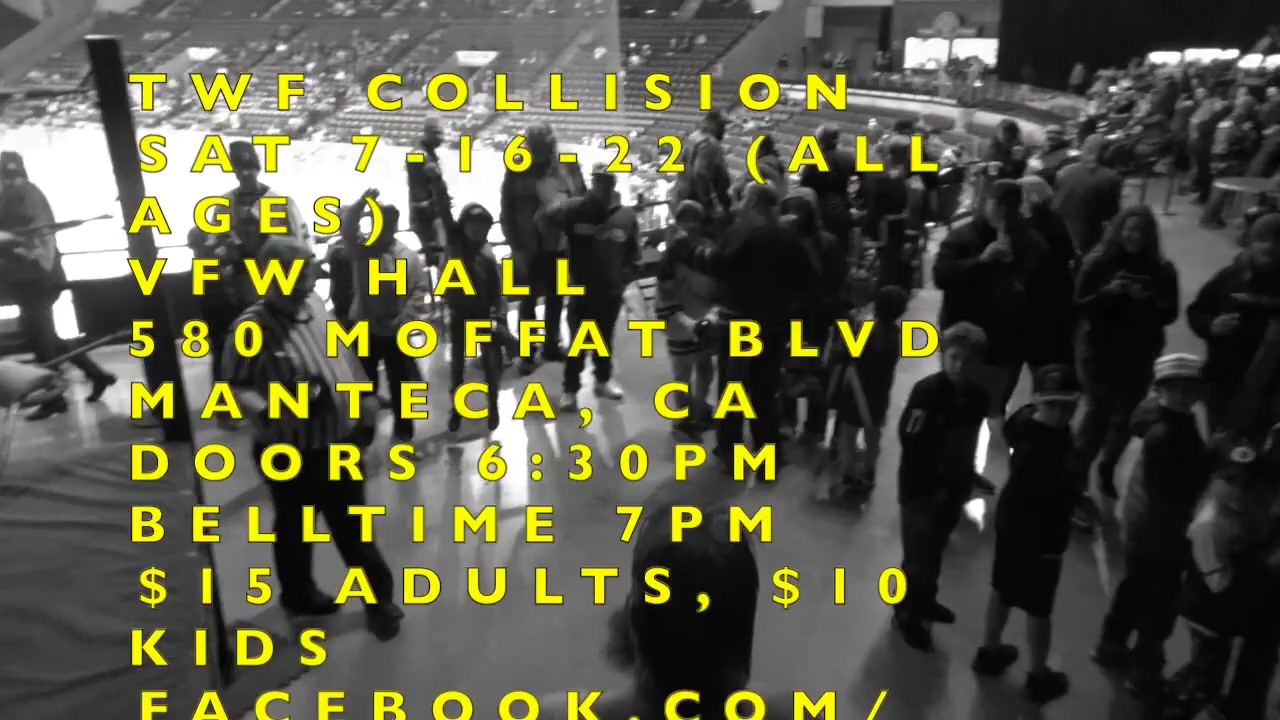 TWF COLLISION
SAT 7-16-22 (ALL
AGES)
VFW HALL
580 MOFFAT BLVD
MANTECA, CA
DOORS 6:30PM
BELLTIME 7PM
$15 ADULTS, $10
KIDS
FACEBOOK.COM/